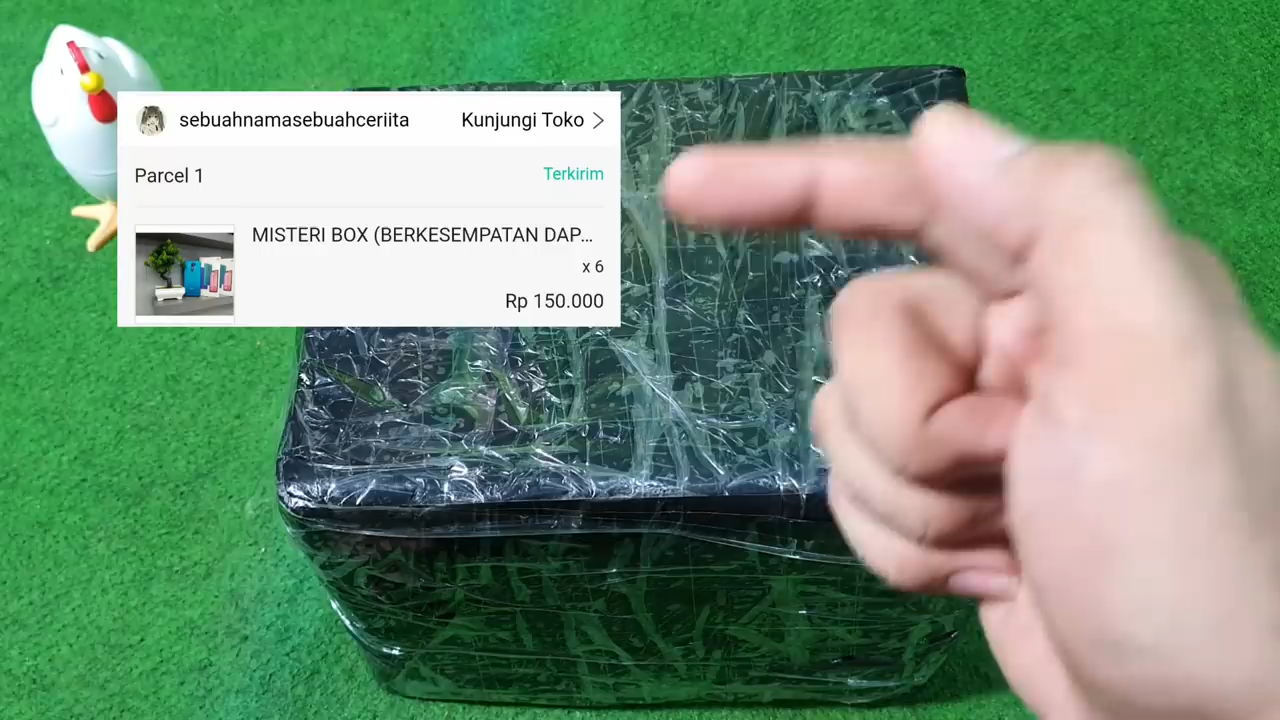 sebuahnamasebuahceriita Kunjungi Toko
Parcel 1 Terkirim
MISTERI BOX (BERKESEMPATAN DAP...
x 6
Rp 150.000